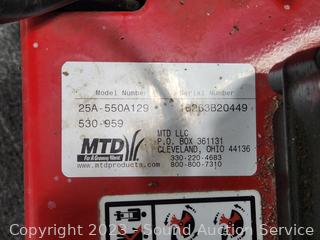 Model Number Serial Number
25A-550A129 16263B20449
530-959
MTD
For A Growing World.
www.mtdproducts.com
MTD LLC
P.O. BOX 361131
CLEVELAND, OHIO 44136
330-220-4683
800-800-7310
Copyright 2023 - Sound Auction Service